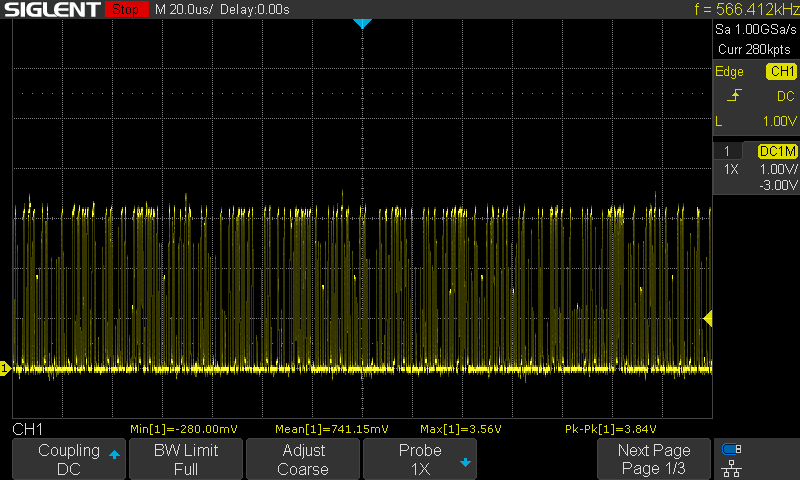 SIGLENT Stop M 20.0us/ Delay:0.00s f = 566.412kHz
Sa 1.00GSa/s
Curr 280kpts
Edge CH1
DC
L 1.00V
1 DC1M
1X 1.00V/
-3.00V
1
CH1 Min[1]=-280.00mV Mean[1]=741.15mV Max[1]=3.56V Pk-Pk[1]=3.84V
Coupling BW Limit Adjust Probe Next Page
DC Full Coarse 1X Page 1/3